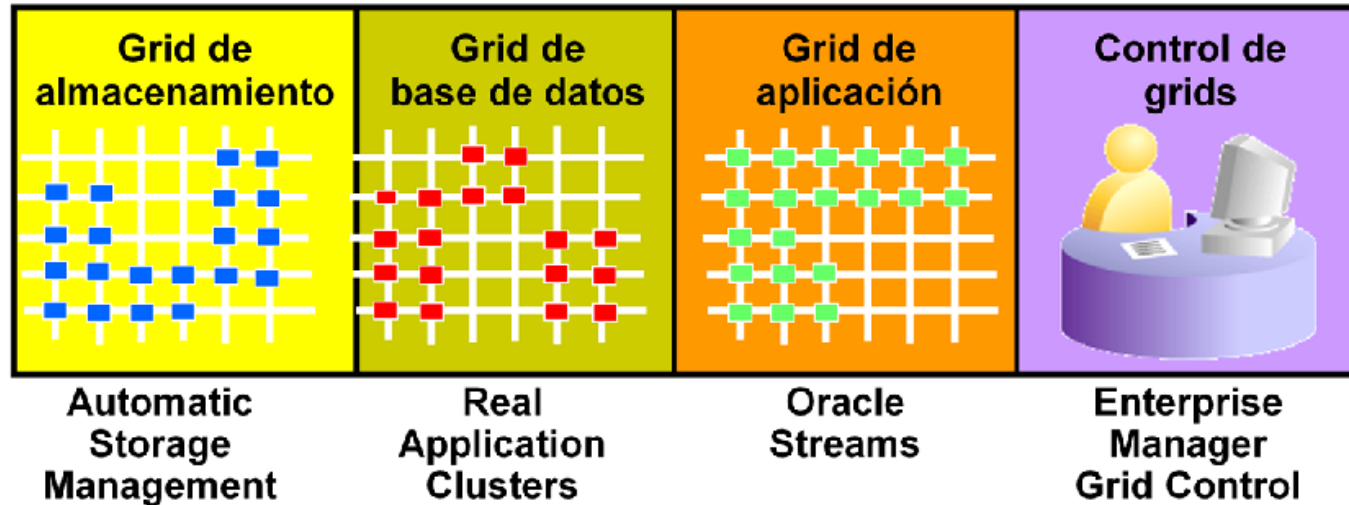 Grid de
almacenamiento
Grid de
base de datos
Grid de
aplicación
Control de
grids
Automatic
Storage
Management
Real
Application
Clusters
Oracle
Streams
Enterprise
Manager
Grid Control